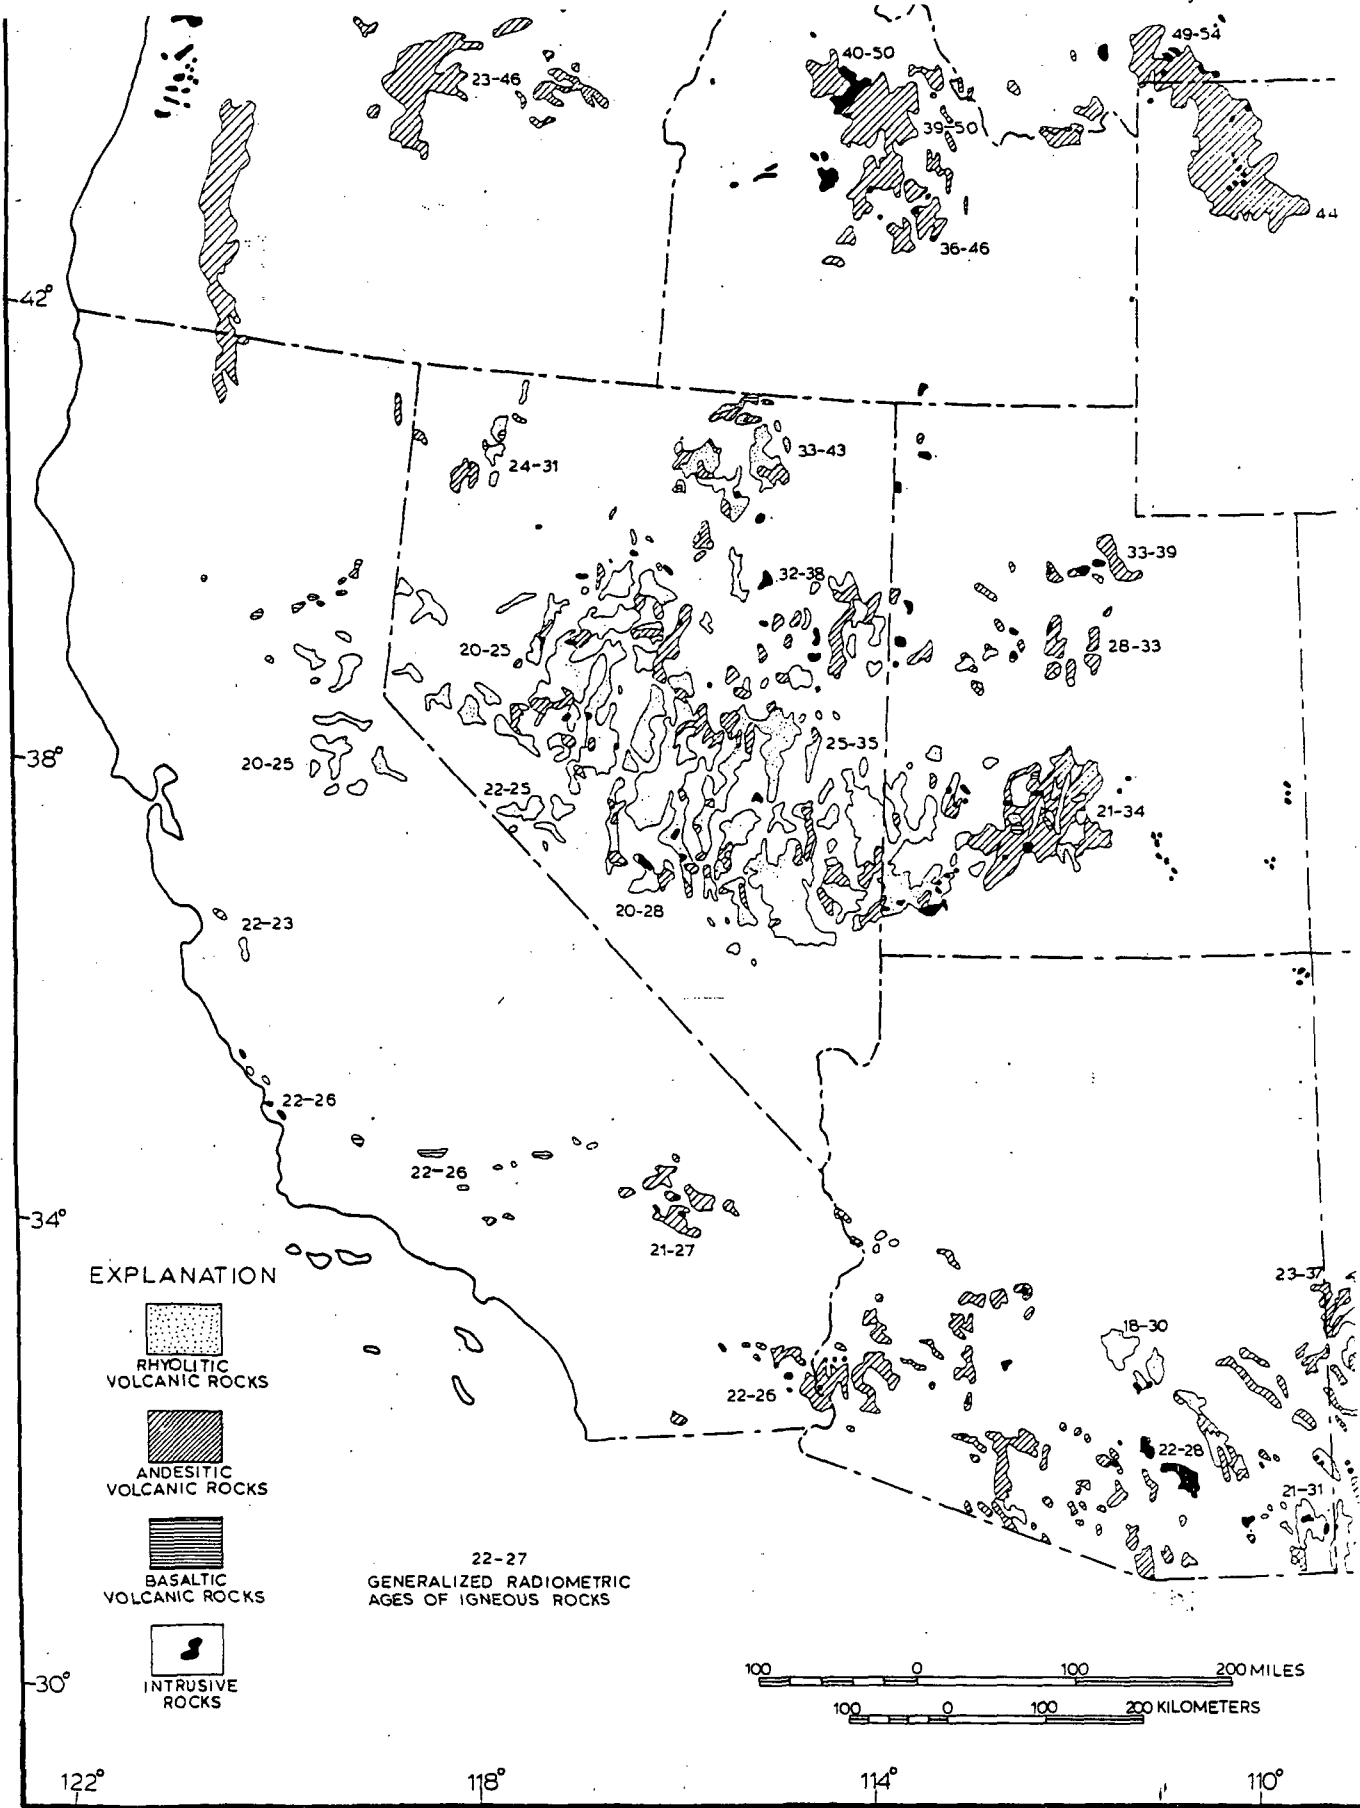 49-54
40-50
23-46
39-50
44
36-46
42°
33-43
24-31
33-39
32-38
28-33
20-25
25-35
38°
20-25
22-25
21-34
20-28
22-23
22-26
22-26
34°
21-27
EXPLANATION
23-37
18-30
RHYOLITIC
VOLCANIC ROCKS
22-26
22-28
ANDESITIC
VOLCANIC ROCKS
21-31
22-27
BASALTIC
VOLCANIC ROCKS
GENERALIZED RADIOMETRIC
AGES OF IGNEOUS ROCKS
30°
INTRUSIVE
ROCKS
100 0 100 200 MILES
100 0 100 200 KILOMETERS
122° 118° 114° 110°